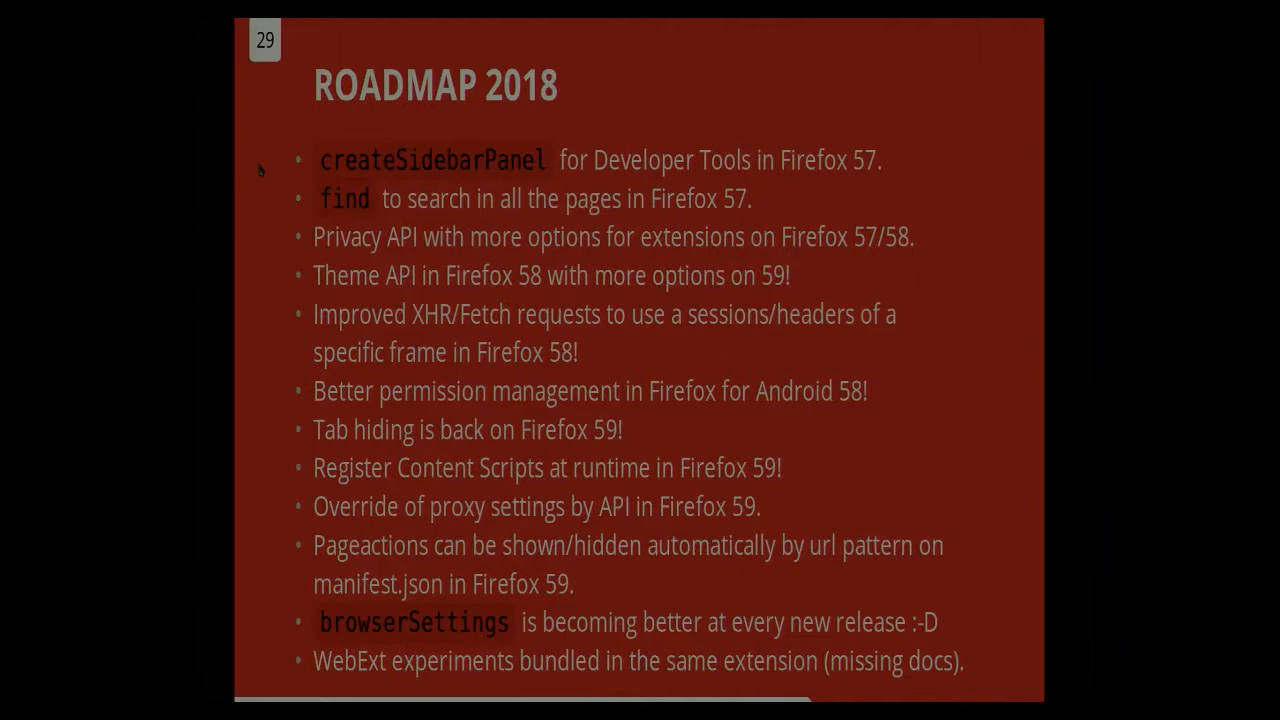 29
ROADMAP 2018
• createSidebarPanel for Developer Tools in Firefox 57.
• find to search in all the pages in Firefox 57.
• Privacy API with more options for extensions on Firefox 57/58.
• Theme API in Firefox 58 with more options on 59!
• Improved XHR/Fetch requests to use a sessions/headers of a
specific frame in Firefox 58!
• Better permission management in Firefox for Android 58!
• Tab hiding is back on Firefox 59!
• Register Content Scripts at runtime in Firefox 59!
• Override of proxy settings by API in Firefox 59.
• Pageactions can be shown/hidden automatically by url pattern on
manifest.json in Firefox 59.
• browserSettings is becoming better at every new release :-D
• WebExt experiments bundled in the same extension (missing docs).